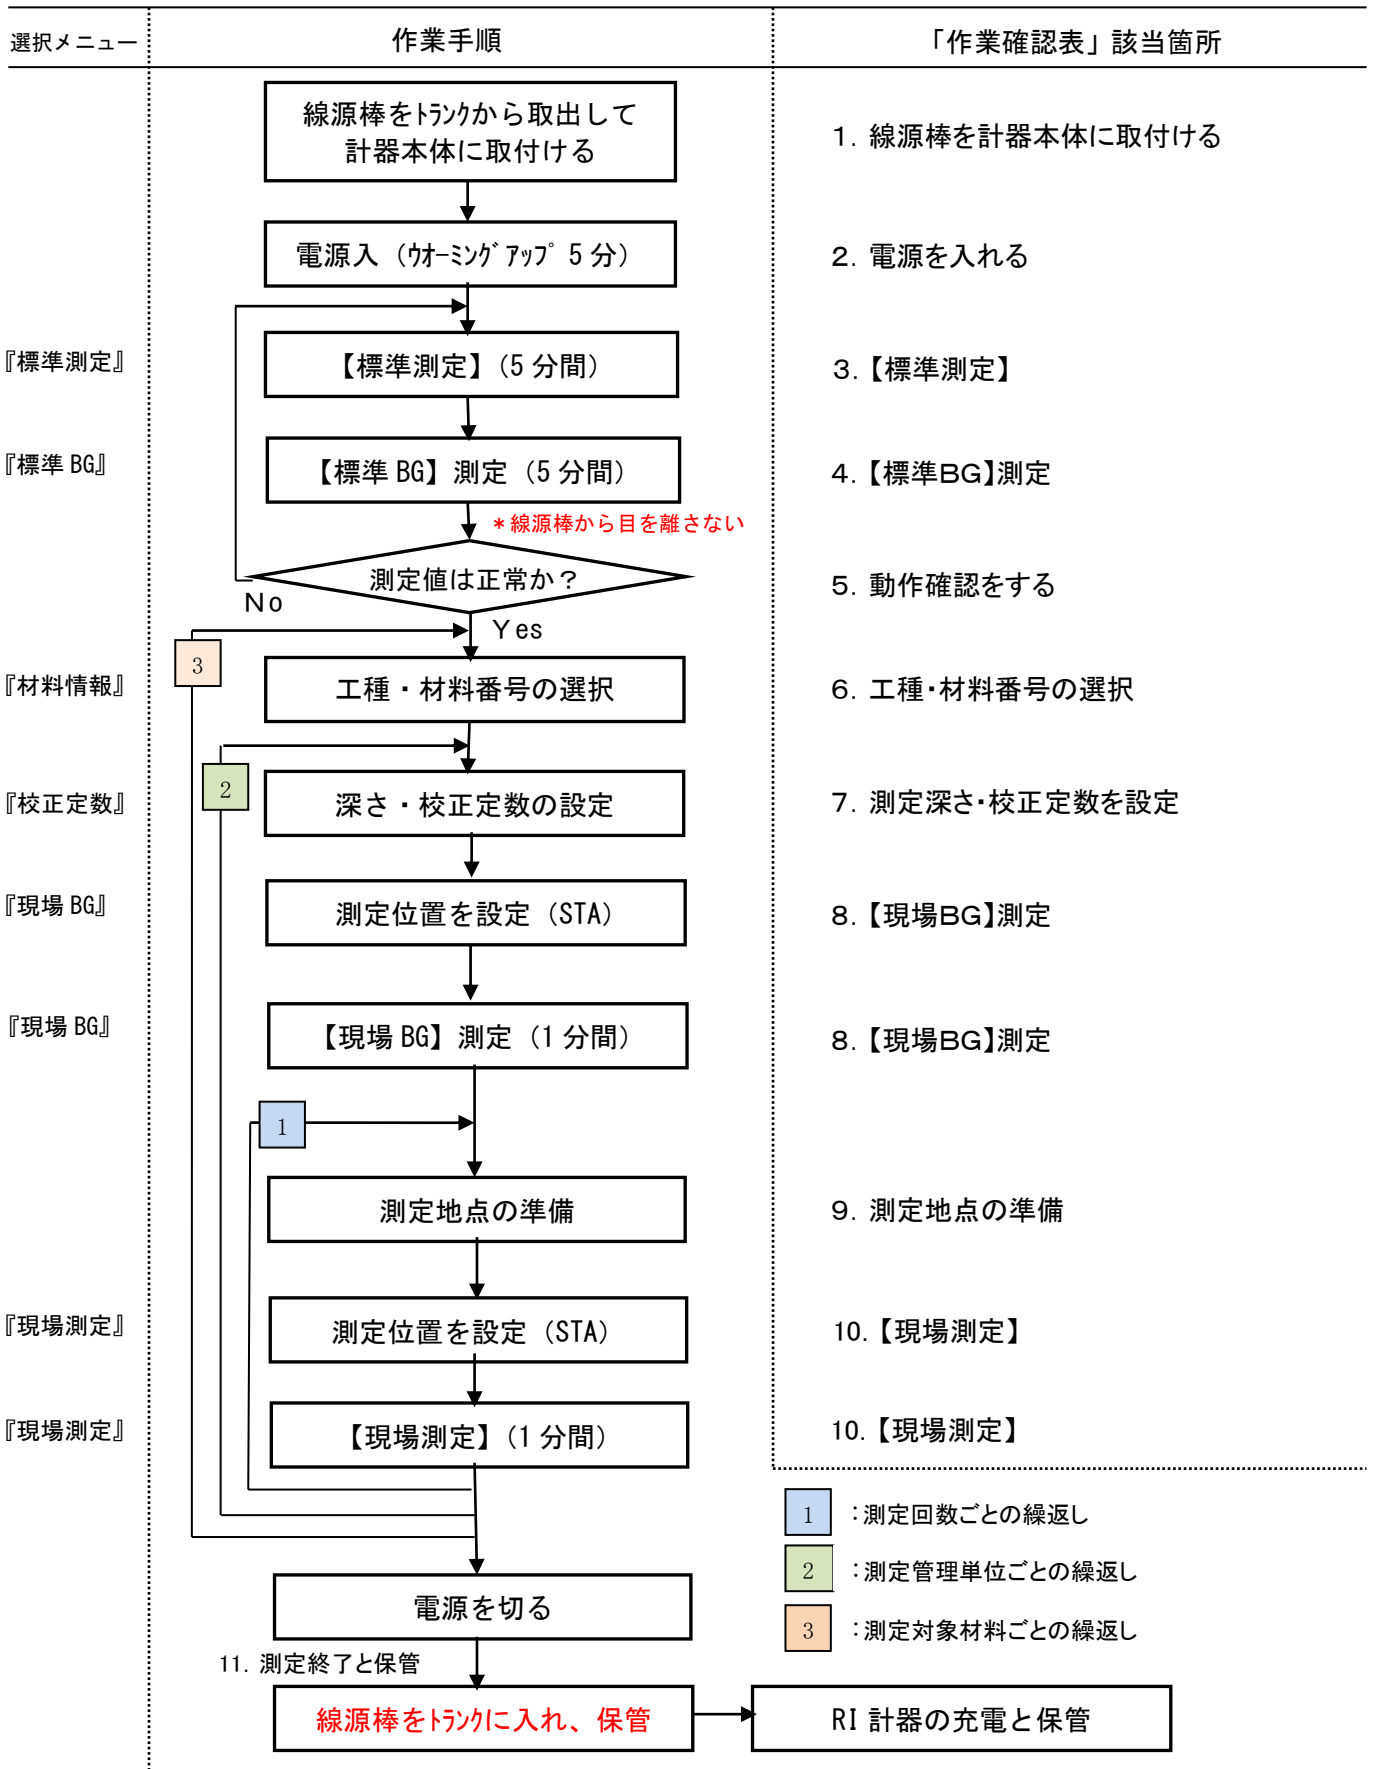 選択メニュー
作業手順
「作業確認表」該当箇所
線源棒をﾄﾗﾝｸから取出して
計器本体に取付ける
1. 線源棒を計器本体に取付ける
電源入（ｳｵｰﾐﾝｸﾞｱｯﾌﾟ 5分）
2. 電源を入れる
『標準測定』
【標準測定】（5分間）
3.【標準測定】
『標準BG』
【標準BG】測定（5分間）
4.【標準BG】測定
＊線源棒から目を離さない
測定値は正常か？
5. 動作確認をする
No
Yes
3
『材料情報』
工種・材料番号の選択
6. 工種・材料番号の選択
2
『校正定数』
深さ・校正定数の設定
7. 測定深さ・校正定数を設定
『現場BG』
測定位置を設定（STA）
8.【現場BG】測定
『現場BG』
【現場BG】測定（1分間）
8.【現場BG】測定
1
測定地点の準備
9. 測定地点の準備
『現場測定』
測定位置を設定（STA）
10.【現場測定】
『現場測定』
【現場測定】（1分間）
10.【現場測定】
1 ：測定回数ごとの繰返し
2 ：測定管理単位ごとの繰返し
3 ：測定対象材料ごとの繰返し
電源を切る
11. 測定終了と保管
線源棒をﾄﾗﾝｸに入れ、保管
RI計器の充電と保管